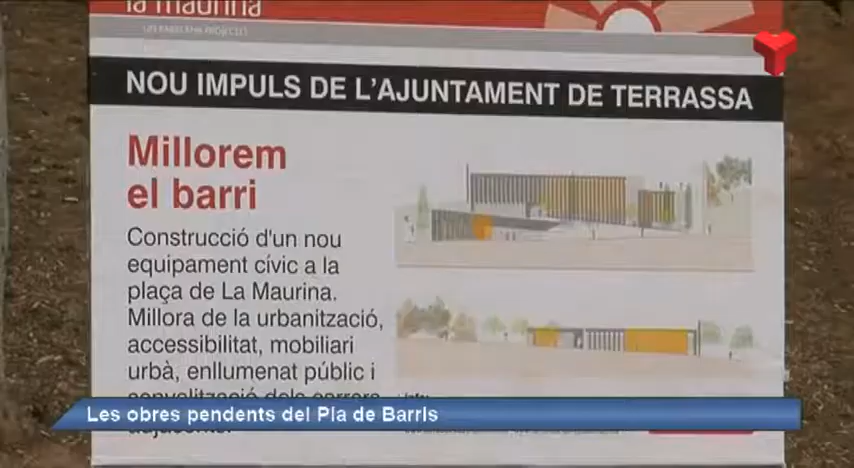 la maurina
NOU IMPULS DE L'AJUNTAMENT DE TERRASSA
Millorem
el barri
Construcció d'un nou
equipament cívic a la
plaça de La Maurina.
Millora de la urbanització,
accessibilitat, mobiliari
urbà, enllumenat públic i
Les obres pendents del Pla de Barris